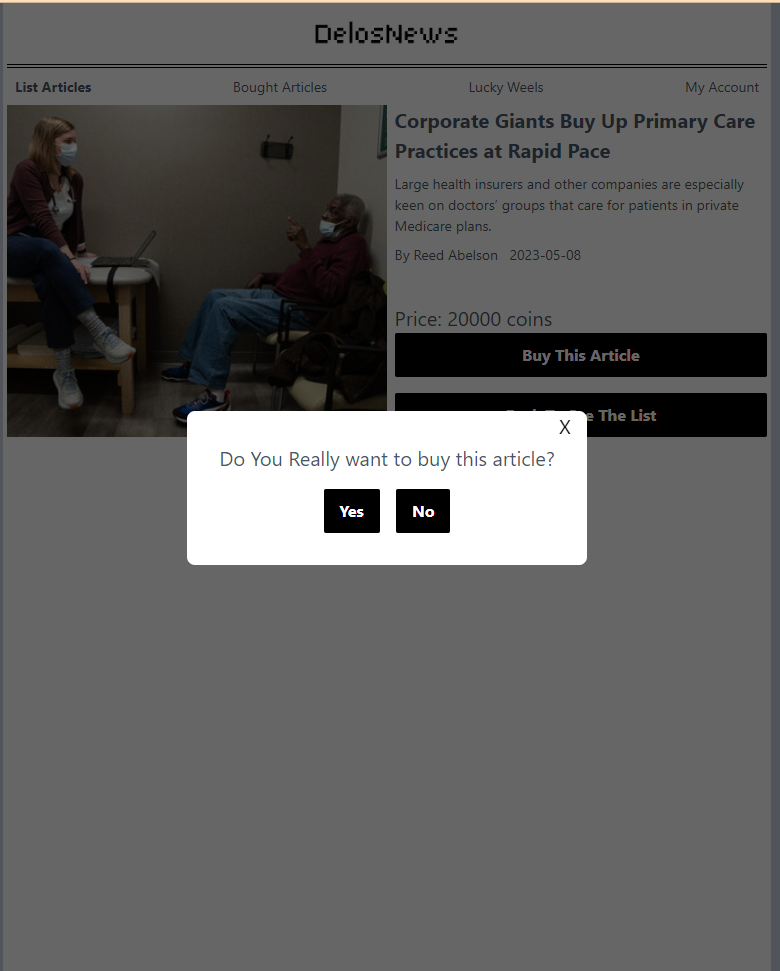 DelosNews
List Articles
Bought Articles
Lucky Weels
My Account
Corporate Giants Buy Up Primary Care
Practices at Rapid Pace
Large health insurers and other companies are especially
keen on doctors’ groups that care for patients in private
Medicare plans.
By Reed Abelson 2023-05-08
Price: 20000 coins
Buy This Article
The List
X
Do You Really want to buy this article?
Yes
No